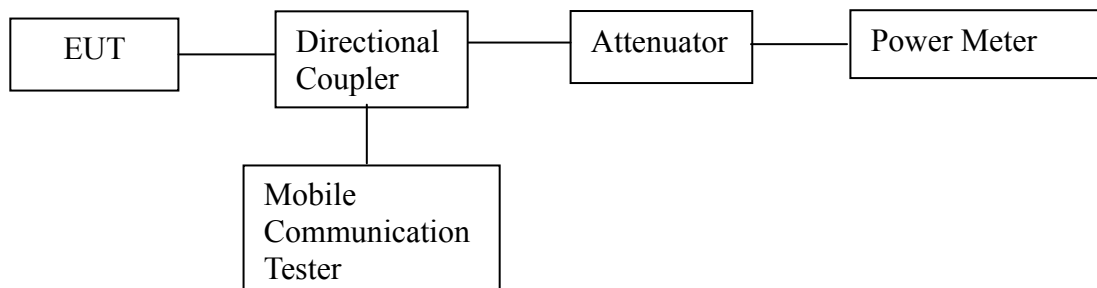 EUT
Directional
Coupler
Attenuator
Power Meter
Mobile
Communication
Tester